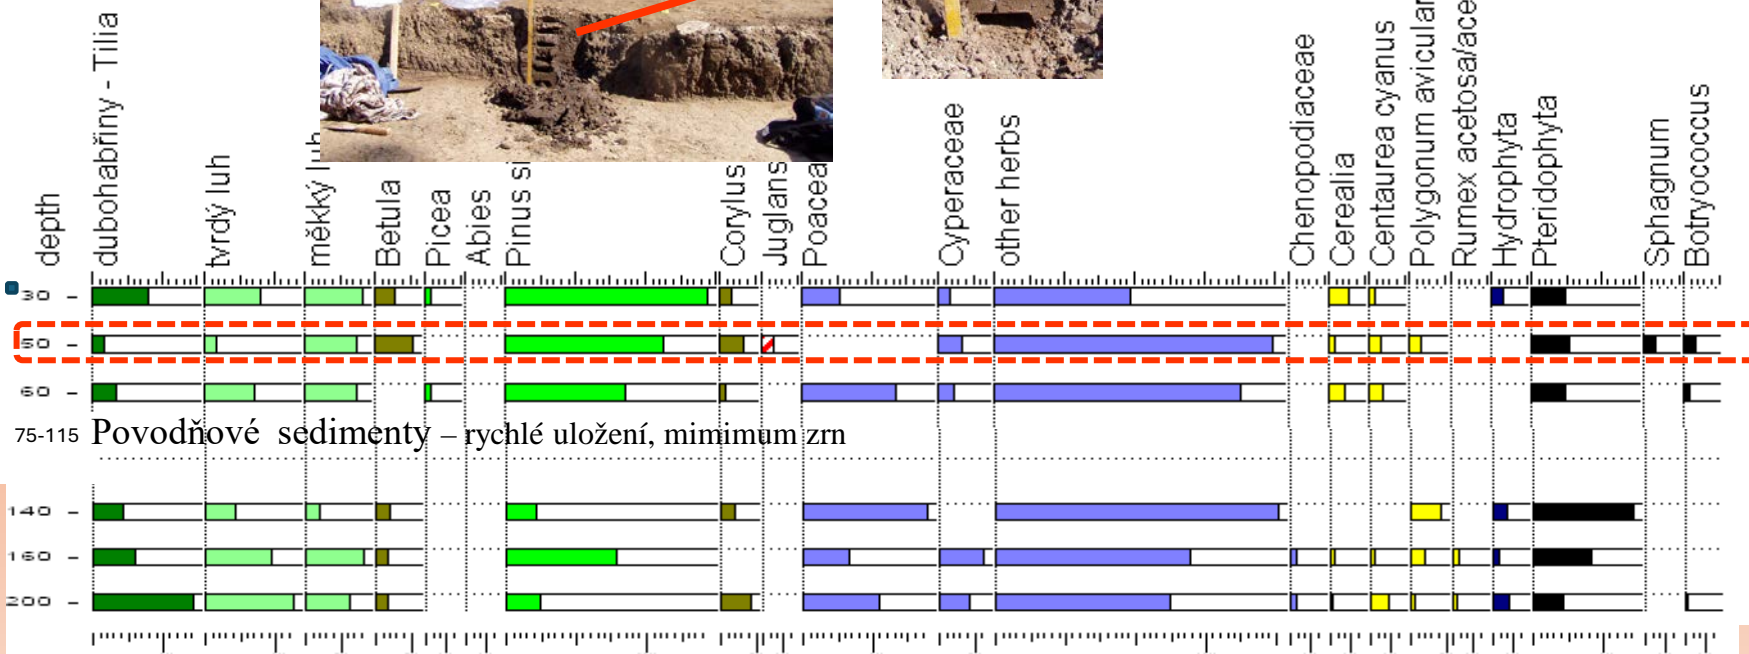 depth
dubohabřiny - Tilia
tvrdý luh
měkký luh
Betula
Picea
Abies
Pinus si
Corylus
Juglans
Poacea
Cyperaceae
other herbs
Chenopodiaceae
Cerealia
Centaurea cyanus
Polygonum avicular
Rumex acetosa/ace
Hydrophyta
Pteridophyta
Sphagnum
Botryococcus
30
50
60
75-115 Povodňové sedimenty – rychlé uložení, mimimum zrn
140
160
200